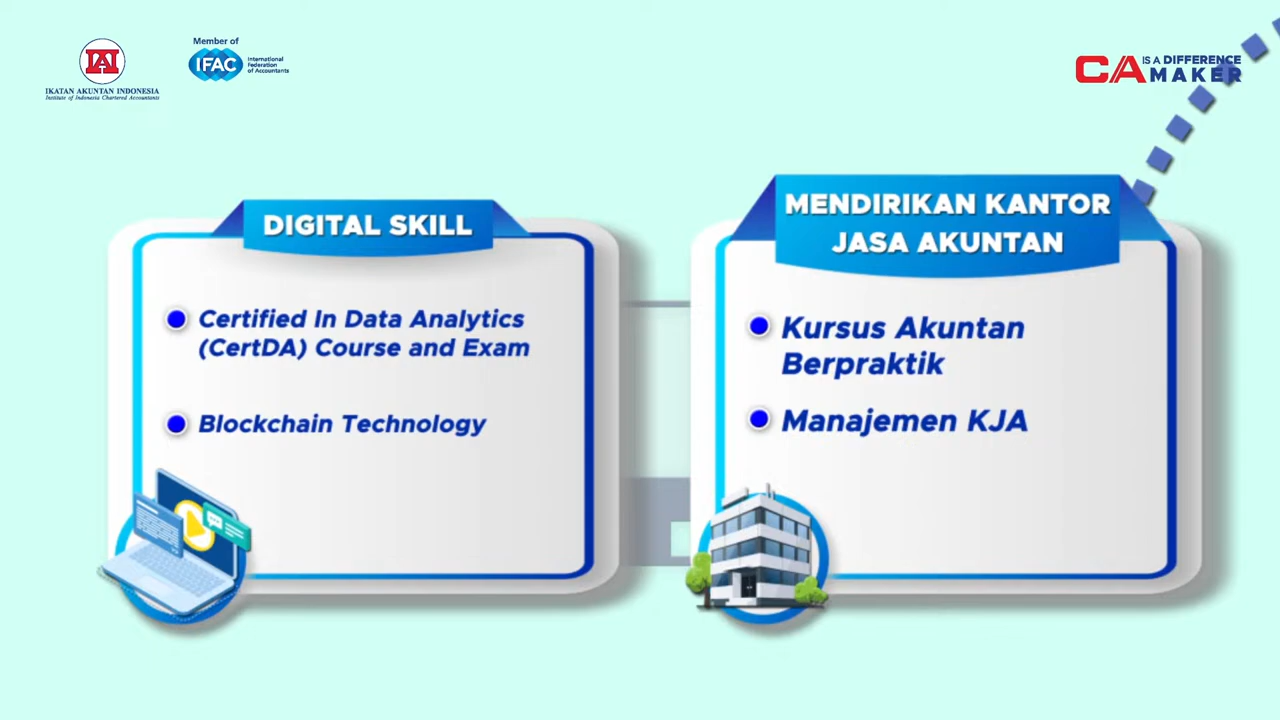 IAI
IKATAN AKUNTAN INDONESIA
Institute of Indonesia Chartered Accountants
Member of
IFAC
International
Federation
of Accountants
CA IS A DIFFERENCE
MAKER
DIGITAL SKILL
Certified In Data Analytics
(CertDA) Course and Exam
Blockchain Technology
MENDIRIKAN KANTOR
JASA AKUNTAN
Kursus Akuntan
Berpraktik
Manajemen KJA